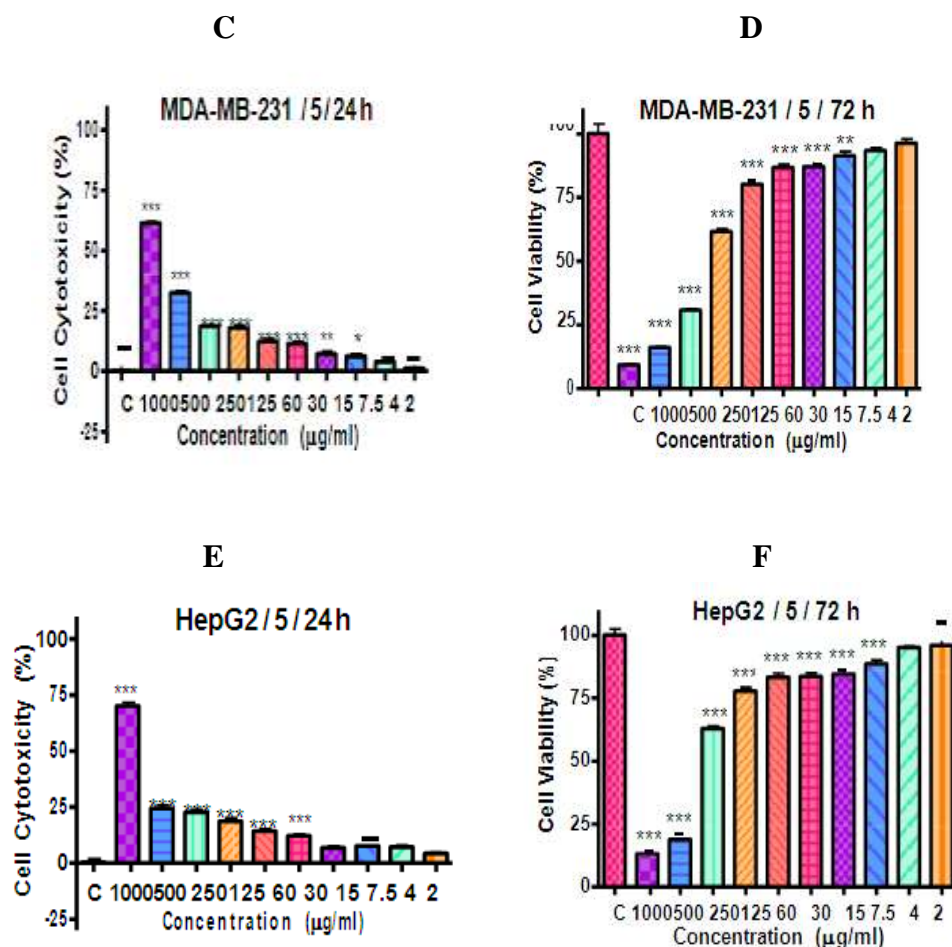 C
D
MDA-MB-231 / 5/ 24 h
MDA-MB-231 / 5 / 72 h
Cell Cytotoxicity (%)
100
75
50
25
0
-25
***
***
***
***
***
***
**
*
C 1000500 250125 60 30 15 7.5 4 2
Concentration (µg/ml)
Cell Viability (%)
100
75
50
25
0
***
***
***
***
***
***
***
**
C 1000500 250125 60 30 15 7.5 4 2
Concentration (µg/ml)
E
F
HepG2 / 5 / 24h
HepG2 / 5 / 72 h
Cell Cytotoxicity (%)
100
75
50
25
0
-25
***
***
***
***
***
***
C 1000500 250125 60 30 15 7.5 4 2
Concentration (µg/ml)
Cell Viability (%)
100
75
50
25
0
***
***
***
***
***
***
***
***
C 1000500 250125 60 30 15 7.5 4 2
Concentration (µg/ml)